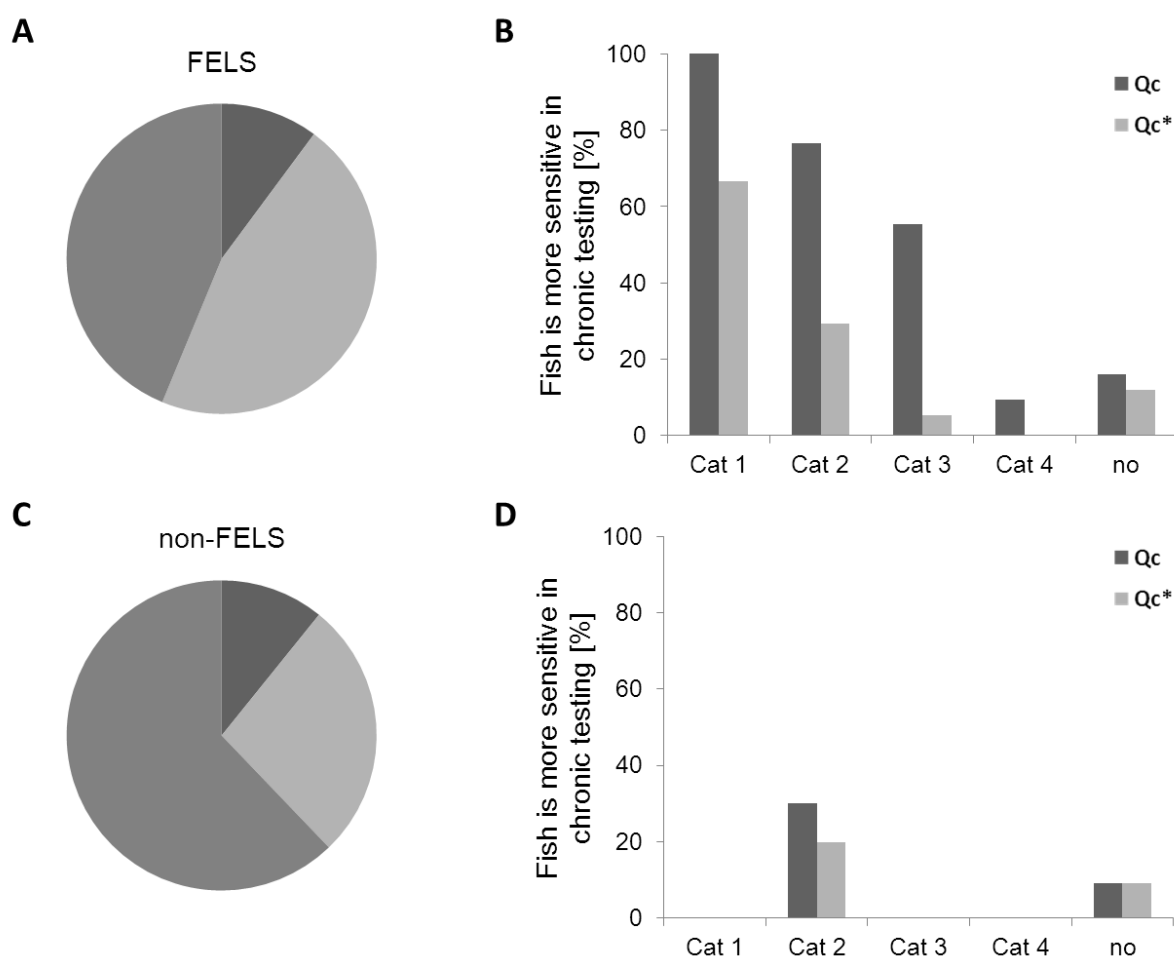 A
FELS
B
Fish is more sensitive in
chronic testing [%]
100
80
60
40
20
0
Cat 1
Cat 2
Cat 3
Cat 4
no
Qc
Qc*
C
non-FELS
D
Fish is more sensitive in
chronic testing [%]
100
80
60
40
20
0
Cat 1
Cat 2
Cat 3
Cat 4
no
Qc
Qc*